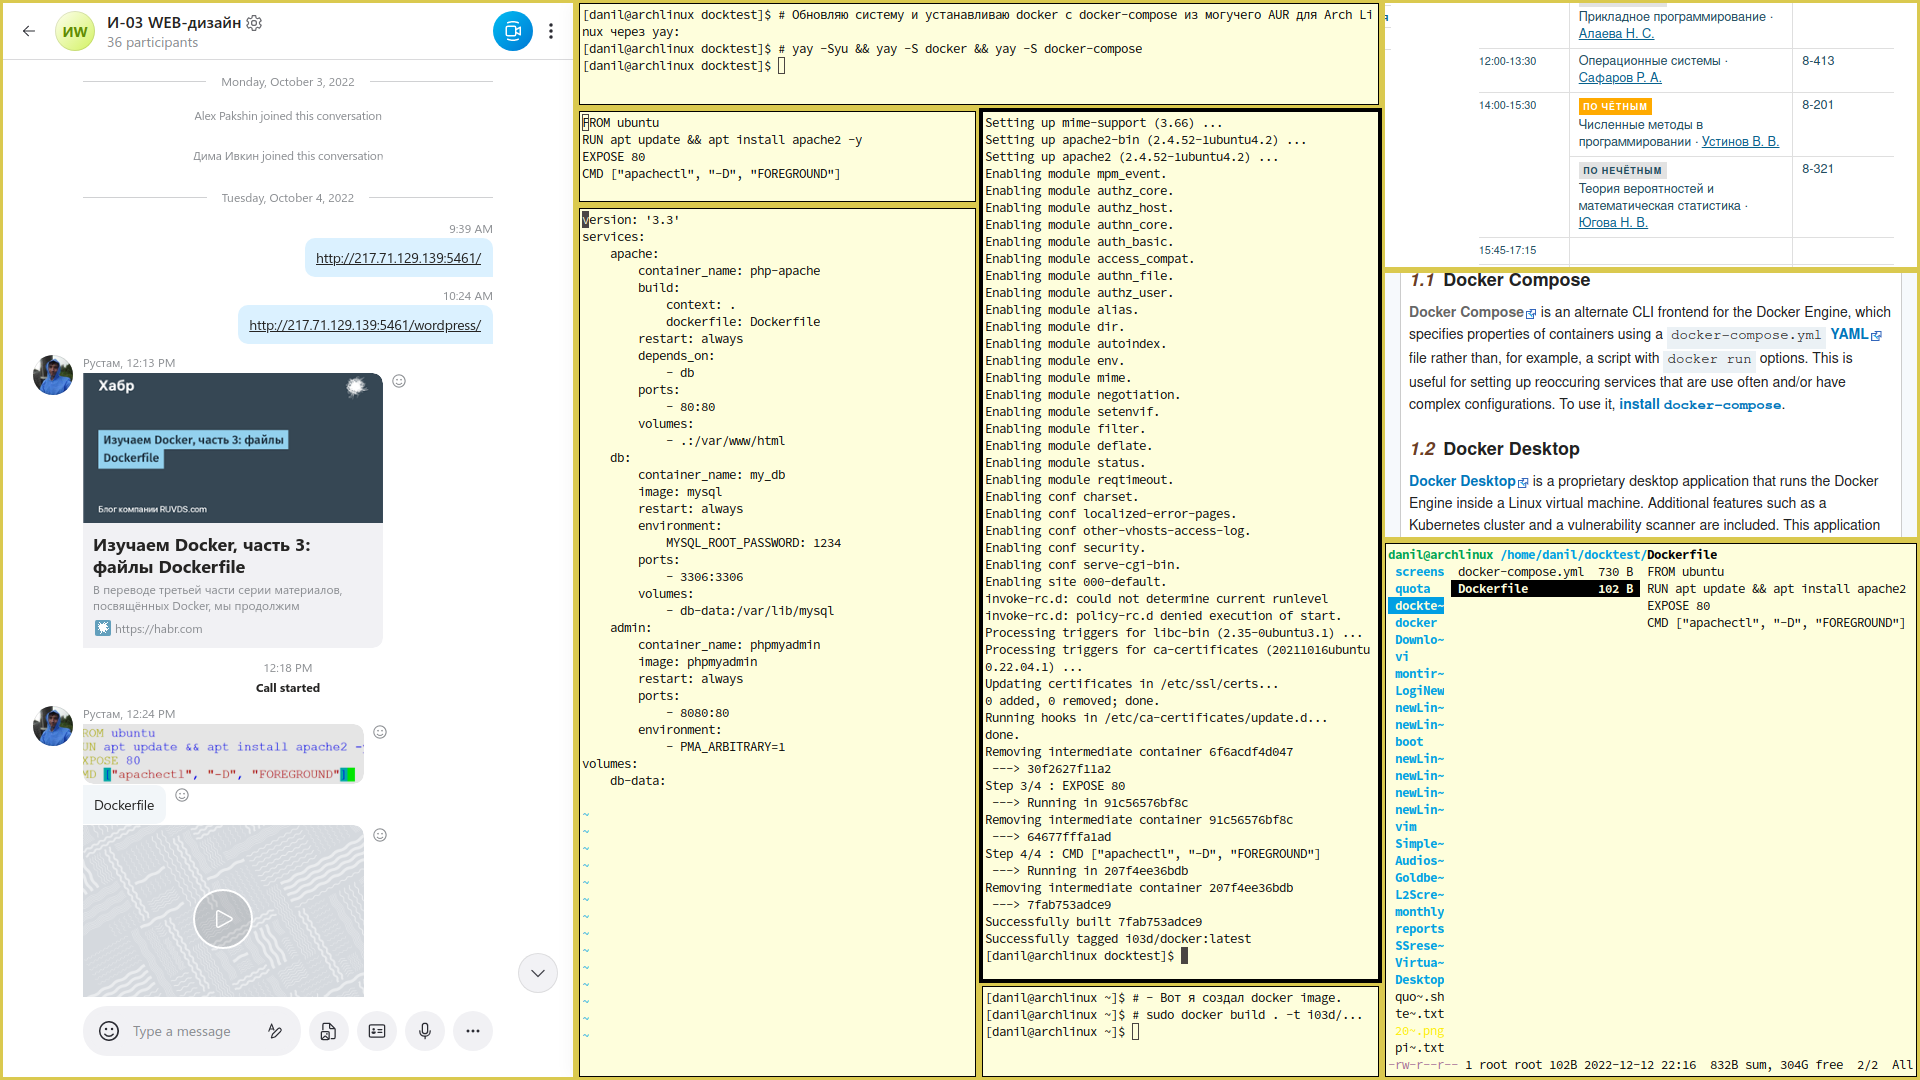 И-03 WEB-дизайн
ИW
36 participants
Monday, October 3, 2022
Alex Pakshin joined this conversation
Дима Ивкин joined this conversation
Tuesday, October 4, 2022
9:39 AM
http://217.71.129.139:5461/
10:24 AM
http://217.71.129.139:5461/wordpress/
Рустам, 12:13 PM
Хабр
Изучаем Docker, часть 3: файлы
Dockerfile
Блог компании RUVDS.com
Изучаем Docker, часть 3:
файлы Dockerfile
В переводе третьей части серии материалов,
посвящённых Docker, мы продолжим
https://habr.com
12:18 PM
Call started
Рустам, 12:24 PM
ROM ubuntu
UN apt update && apt install apache2 -y
XPOSE 80
MD ["apachectl", "-D", "FOREGROUND"]
Dockerfile
Type a message
[danil@archlinux docktest]$ # Обновляю систему и устанавливаю docker с docker-compose из могучего AUR для Arch Li
nux через yay:
[danil@archlinux docktest]$ # yay -Syu && yay -S docker && yay -S docker-compose
[danil@archlinux docktest]$
FROM ubuntu
RUN apt update && apt install apache2 -y
EXPOSE 80
CMD ["apachectl", "-D", "FOREGROUND"]
version: '3.3'
services:
    apache:
        container_name: php-apache
        build:
            context: .
            dockerfile: Dockerfile
        restart: always
        depends_on:
            - db
        ports:
            - 80:80
        volumes:
            - .:/var/www/html
    db:
        container_name: my_db
        image: mysql
        restart: always
        environment:
            MYSQL_ROOT_PASSWORD: 1234
        ports:
            - 3306:3306
        volumes:
            - db-data:/var/lib/mysql
    admin:
        container_name: phpmyadmin
        image: phpmyadmin
        restart: always
        ports:
            - 8080:80
        environment:
            - PMA_ARBITRARY=1
volumes:
    db-data:
~
~
~
~
~
~
~
~
~
~
~
~
~
~
Setting up mime-support (3.66) ...
Setting up apache2-bin (2.4.52-1ubuntu4.2) ...
Setting up apache2 (2.4.52-1ubuntu4.2) ...
Enabling module mpm_event.
Enabling module authz_core.
Enabling module authz_host.
Enabling module authn_core.
Enabling module auth_basic.
Enabling module access_compat.
Enabling module authn_file.
Enabling module authz_user.
Enabling module alias.
Enabling module dir.
Enabling module autoindex.
Enabling module env.
Enabling module mime.
Enabling module negotiation.
Enabling module setenvif.
Enabling module filter.
Enabling module deflate.
Enabling module status.
Enabling module reqtimeout.
Enabling conf charset.
Enabling conf localized-error-pages.
Enabling conf other-vhosts-access-log.
Enabling conf security.
Enabling conf serve-cgi-bin.
Enabling site 000-default.
invoke-rc.d: could not determine current runlevel
invoke-rc.d: policy-rc.d denied execution of start.
Processing triggers for libc-bin (2.35-0ubuntu3.1) ...
Processing triggers for ca-certificates (20211016ubuntu
0.22.04.1) ...
Updating certificates in /etc/ssl/certs...
0 added, 0 removed; done.
Running hooks in /etc/ca-certificates/update.d...
done.
Removing intermediate container 6f6acdf4d047
 ---> 30f2627f11a2
Step 3/4 : EXPOSE 80
 ---> Running in 91c56576bf8c
Removing intermediate container 91c56576bf8c
 ---> 64677fffa1ad
Step 4/4 : CMD ["apachectl", "-D", "FOREGROUND"]
 ---> Running in 207f4ee36bdb
Removing intermediate container 207f4ee36bdb
 ---> 7fab753adce9
Successfully built 7fab753adce9
Successfully tagged i03d/docker:latest
[danil@archlinux docktest]$
[danil@archlinux ~]$ # - Вот я создал docker image.
[danil@archlinux ~]$ # sudo docker build . -t i03d/...
[danil@archlinux ~]$
я
Прикладное программирование ·
Алаева Н. С.
12:00-13:30
Операционные системы ·
Сафаров Р. А.
8-413
14:00-15:30
ПО ЧЁТНЫМ
Численные методы в
программировании · Устинов В. В.
8-201
ПО НЕЧЁТНЫМ
Теория вероятностей и
математическая статистика ·
Югова Н. В.
8-321
15:45-17:15
1.1 Docker Compose
Docker Compose is an alternate CLI frontend for the Docker Engine, which
specifies properties of containers using a docker-compose.yml YAML
file rather than, for example, a script with docker run options. This is
useful for setting up reoccuring services that are use often and/or have
complex configurations. To use it, install docker-compose.
1.2 Docker Desktop
Docker Desktop is a proprietary desktop application that runs the Docker
Engine inside a Linux virtual machine. Additional features such as a
Kubernetes cluster and a vulnerability scanner are included. This application
danil@archlinux /home/danil/docktest/Dockerfile
screens
quota
dockte~
docker
Downlo~
vi
montir~
LogiNew
newLin~
newLin~
boot
newLin~
newLin~
newLin~
newLin~
vim
Simple~
Audios~
Goldbe~
L2Scre~
monthly
reports
SSrese~
Virtua~
Desktop
quo~.sh
te~.txt
20~.png
pi~.txt
docker-compose.yml 730 B
Dockerfile 102 B
FROM ubuntu
RUN apt update && apt install apache2
EXPOSE 80
CMD ["apachectl", "-D", "FOREGROUND"]
-rw-r--r-- 1 root root 102B 2022-12-12 22:16 832B sum, 304G free 2/2 All